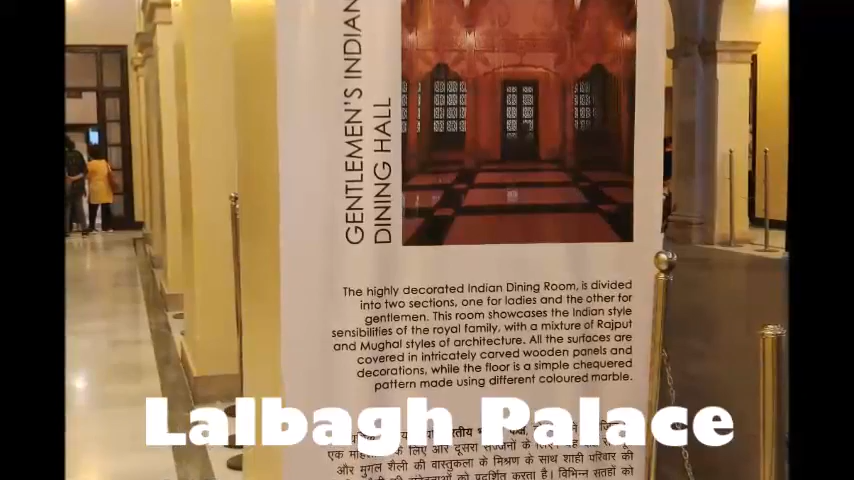 GENTLEMEN'S INDIAN
DINING HALL
The highly decorated Indian Dining Room, is divided
into two sections, one for ladies and the other for
gentlemen. This room showcases the Indian style
sensibilities of the royal family, with a mixture of Rajput
and Mughal styles of architecture. All the surfaces are
covered in intricately carved wooden panels and
decorations, while the floor is a simple chequered
pattern made using different coloured marble.
Lalbagh Palace
एक महिलाओं के लिए और दूसरा सज्जनों के लिए।
और मुगल शैली की वास्तुकला के मिश्रण के साथ शाही परिवार की